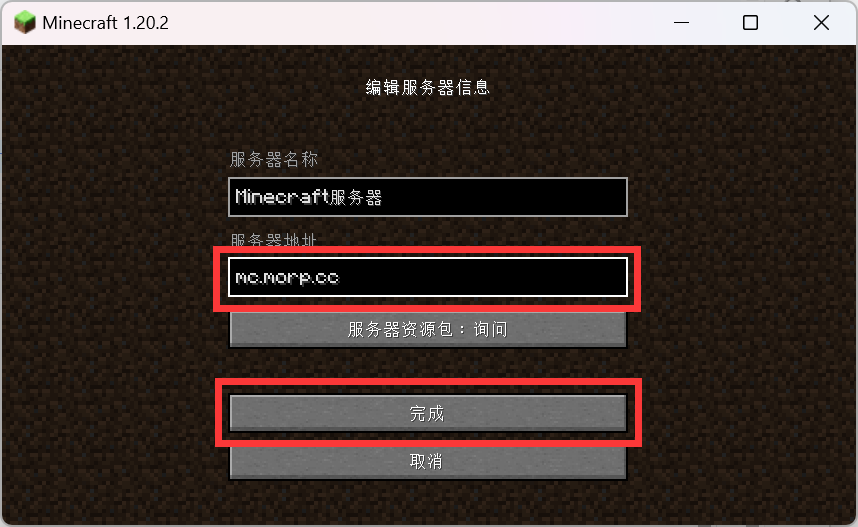 Minecraft 1.20.2
编辑服务器信息
服务器名称
Minecraft服务器
服务器地址
mc.morp.cc
服务器资源包：询问
完成
取消